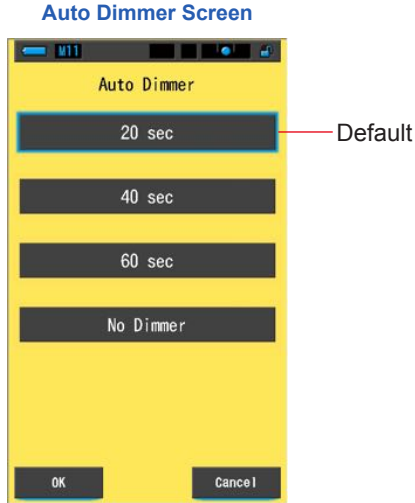 Auto Dimmer Screen
M11
Auto Dimmer
20 sec
Default
40 sec
60 sec
No Dimmer
OK
Cancel